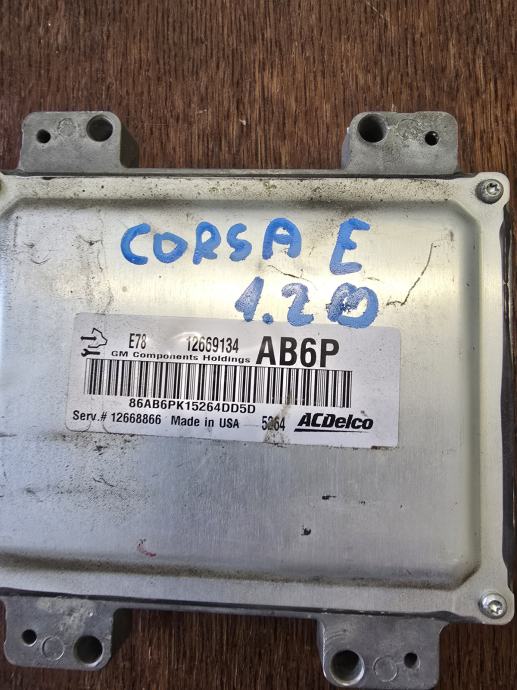 CORSA E
1.2
E78 12669134 AB6P
GM Components Holdings
86AB6PK15264DD5D
Serv.# 12668866 Made in USA 5264 ACDelco